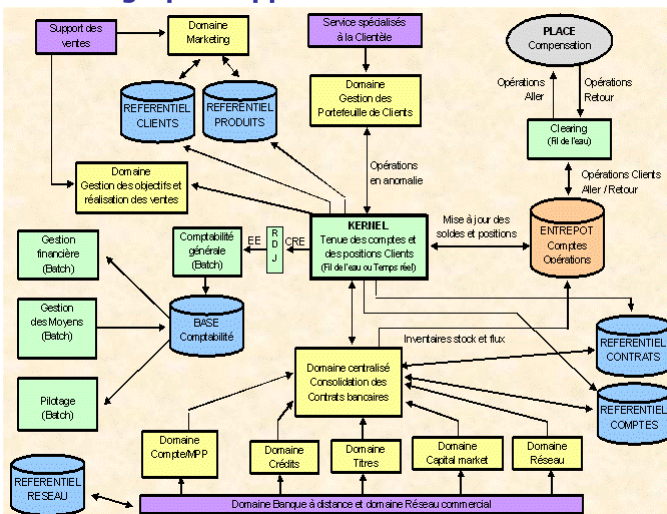 Support des
ventes
Domaine
Marketing
Service spécialisés
à la Clientèle
PLACE
Compensation
Domaine
Gestion des
Portefeuille de Clients
Opérations
Aller
Opérations
Retour
REFERENTIEL
CLIENTS
REFERENTIEL
PRODUITS
Clearing
(Fil de l'eau)
Domaine
Gestion des objectifs et
réalisation des ventes
Opérations
en anomalie
Opérations Clients
Aller / Retour
Gestion
financière
(Batch)
Comptabilité
générale
(Batch)
EE
R
D
J
CRE
KERNEL
Tenue des comptes et
des positions Clients
(Fil de l'eau ou Temps réel)
Mise à jour des
soldes et positions
ENTREPOT
Comptes
Opérations
Gestion
des Moyens
(Batch)
BASE
Comptabilité
Inventaires stock et flux
REFERENTIEL
CONTRATS
Domaine centralisé
Consolidation des
Contrats bancaires
Pilotage
(Batch)
REFERENTIEL
COMPTES
Domaine
Compte/MPP
Domaine
Crédits
Domaine
Titres
Domaine
Capital market
Domaine
Réseau
REFERENTIEL
RESEAU
Domaine Banque à distance et domaine Réseau commercial